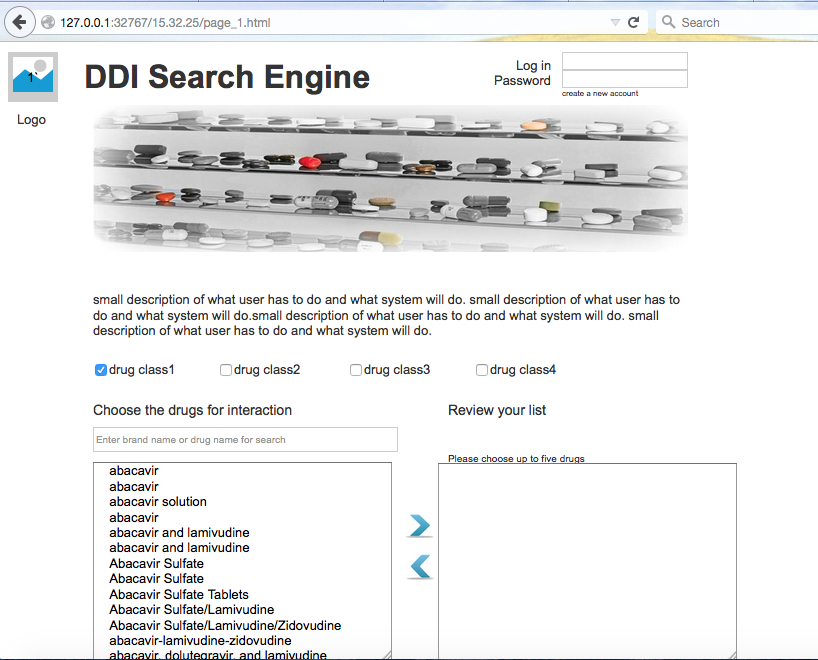 127.0.0.1:32767/15.32.25/page_1.html
Search
1
DDI Search Engine
Log in
Password
create a new account
Logo
small description of what user has to do and what system will do. small description of what user has to
do and what system will do.small description of what user has to do and what system will do. small
description of what user has to do and what system will do.
drug class1 drug class2 drug class3 drug class4
Choose the drugs for interaction
Review your list
Enter brand name or drug name for search
Please choose up to five drugs
abacavir
abacavir
abacavir solution
abacavir
abacavir and lamivudine
abacavir and lamivudine
Abacavir Sulfate
Abacavir Sulfate
Abacavir Sulfate Tablets
Abacavir Sulfate/Lamivudine
Abacavir Sulfate/Lamivudine/Zidovudine
abacavir-lamivudine-zidovudine
abacavir, dolutegravir, and lamivudine